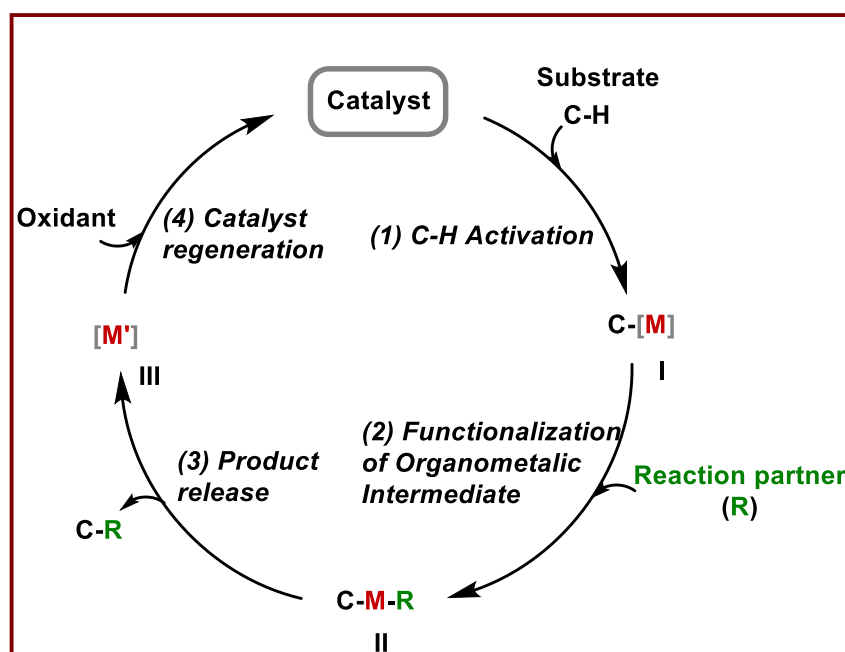 Catalyst
Substrate
C-H
(1) C-H Activation
C-[M]
I
(2) Functionalization
of Organometalic
Intermediate
Reaction partner
(R)
C-M-R
II
(3) Product
release
C-R
[M']
III
Oxidant
(4) Catalyst
regeneration